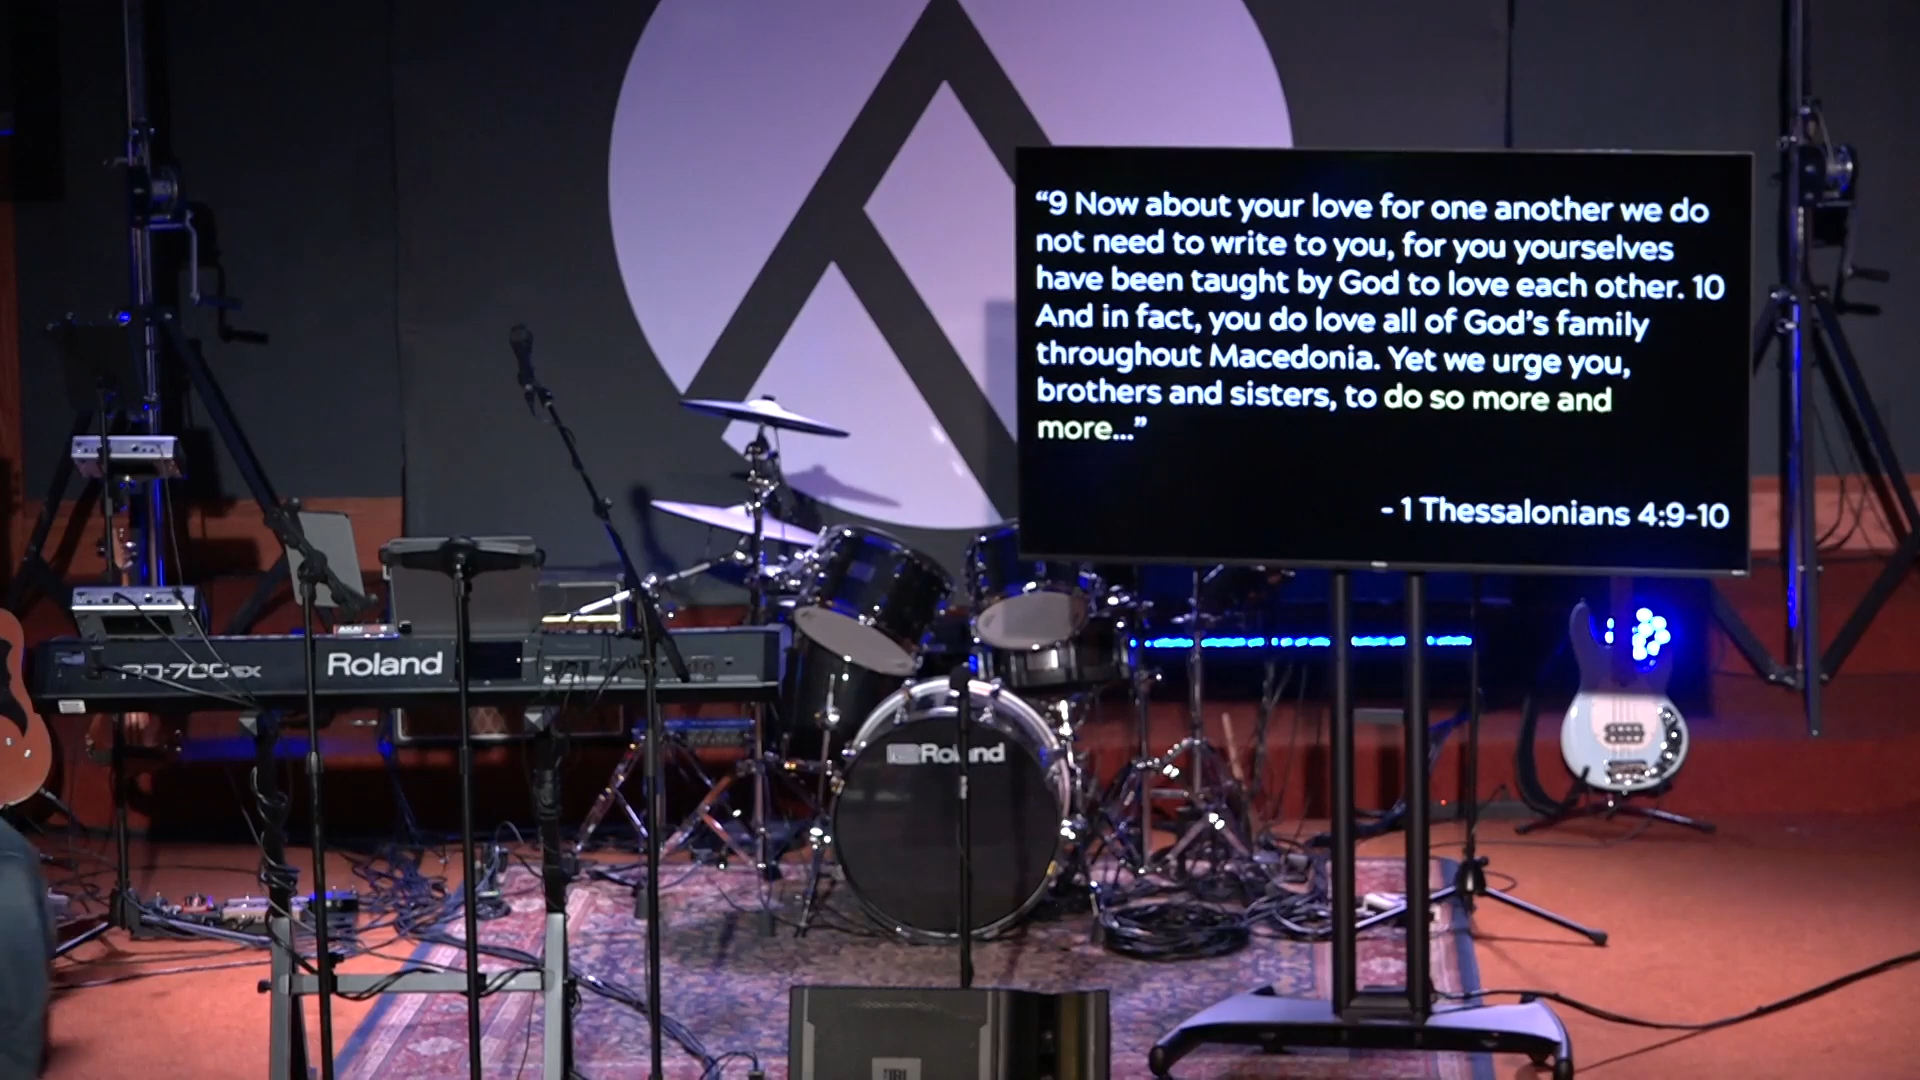 “9 Now about your love for one another we do
not need to write to you, for you yourselves
have been taught by God to love each other. 10
And in fact, you do love all of God’s family
throughout Macedonia. Yet we urge you,
brothers and sisters, to do so more and
more...”
- 1 Thessalonians 4:9-10
RD-700GX
Roland
Roland
JBL